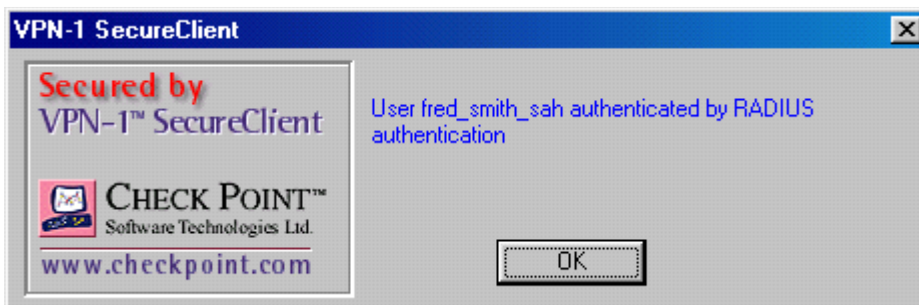 VPN-1 SecureClient
Secured by
VPN-1™ SecureClient
CHECK POINT™
Software Technologies Ltd.
www.checkpoint.com
User fred_smith_sah authenticated by RADIUS
authentication
OK